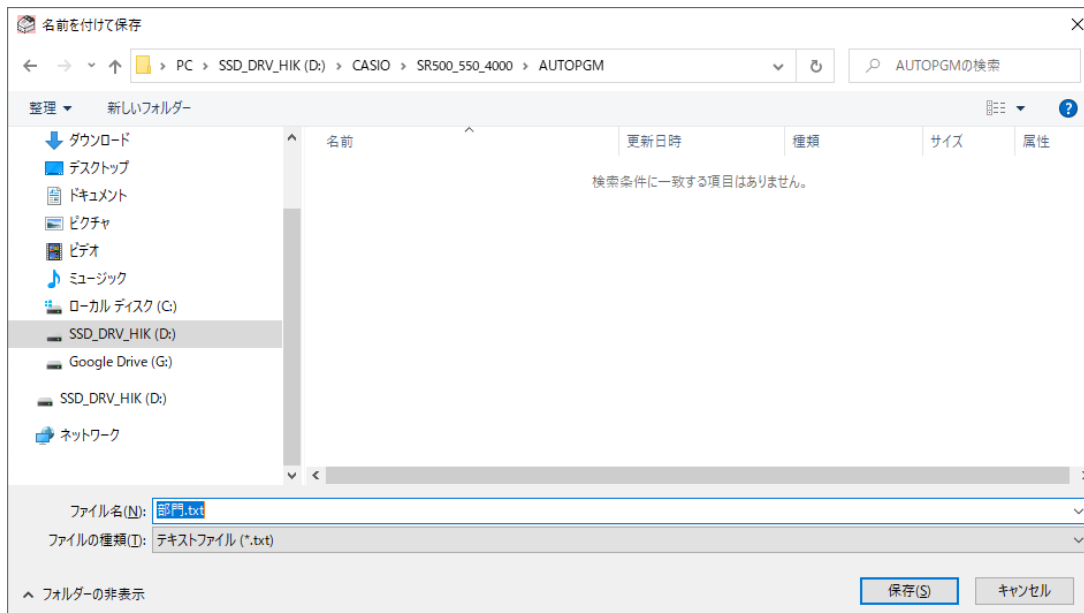 名前を付けて保存
PC › SSD_DRV_HIK (D:) › CASIO › SR500_550_4000 › AUTOPGM
AUTOPGMの検索
整理 新しいフォルダー
名前 更新日時 種類 サイズ 属性
検索条件に一致する項目はありません。
ダウンロード
デスクトップ
ドキュメント
ピクチャ
ビデオ
ミュージック
ローカル ディスク (C:)
SSD_DRV_HIK (D:)
Google Drive (G:)
SSD_DRV_HIK (D:)
ネットワーク
ファイル名(N): 部門.txt
ファイルの種類(T): テキストファイル (*.txt)
フォルダーの非表示 保存(S) キャンセル